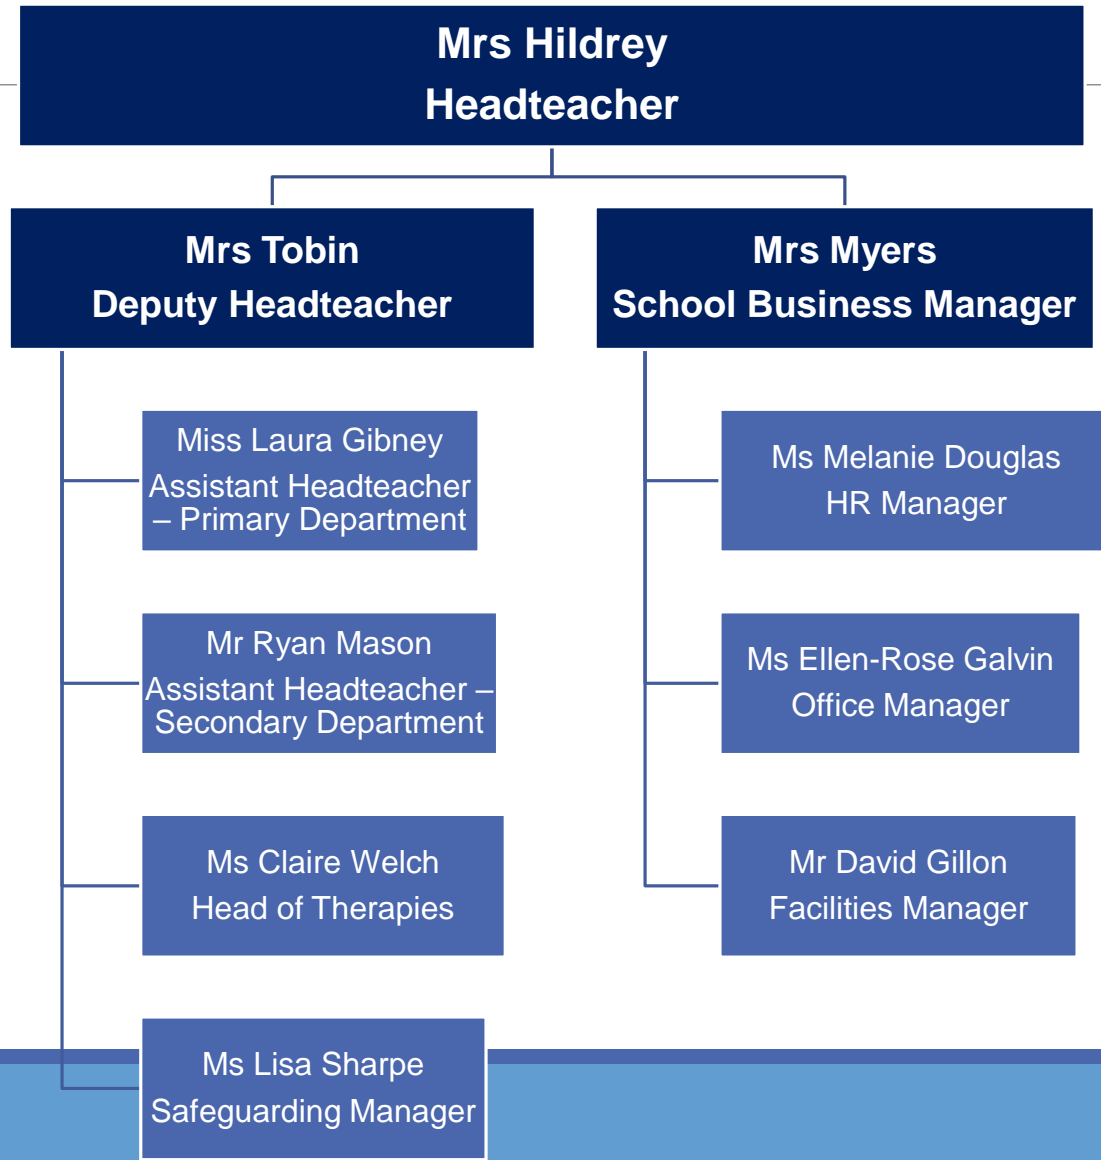 Mrs Hildrey
Headteacher
Mrs Tobin
Deputy Headteacher
Mrs Myers
School Business Manager
Miss Laura Gibney
Assistant Headteacher
– Primary Department
Mr Ryan Mason
Assistant Headteacher –
Secondary Department
Ms Claire Welch
Head of Therapies
Ms Lisa Sharpe
Safeguarding Manager
Ms Melanie Douglas
HR Manager
Ms Ellen-Rose Galvin
Office Manager
Mr David Gillon
Facilities Manager